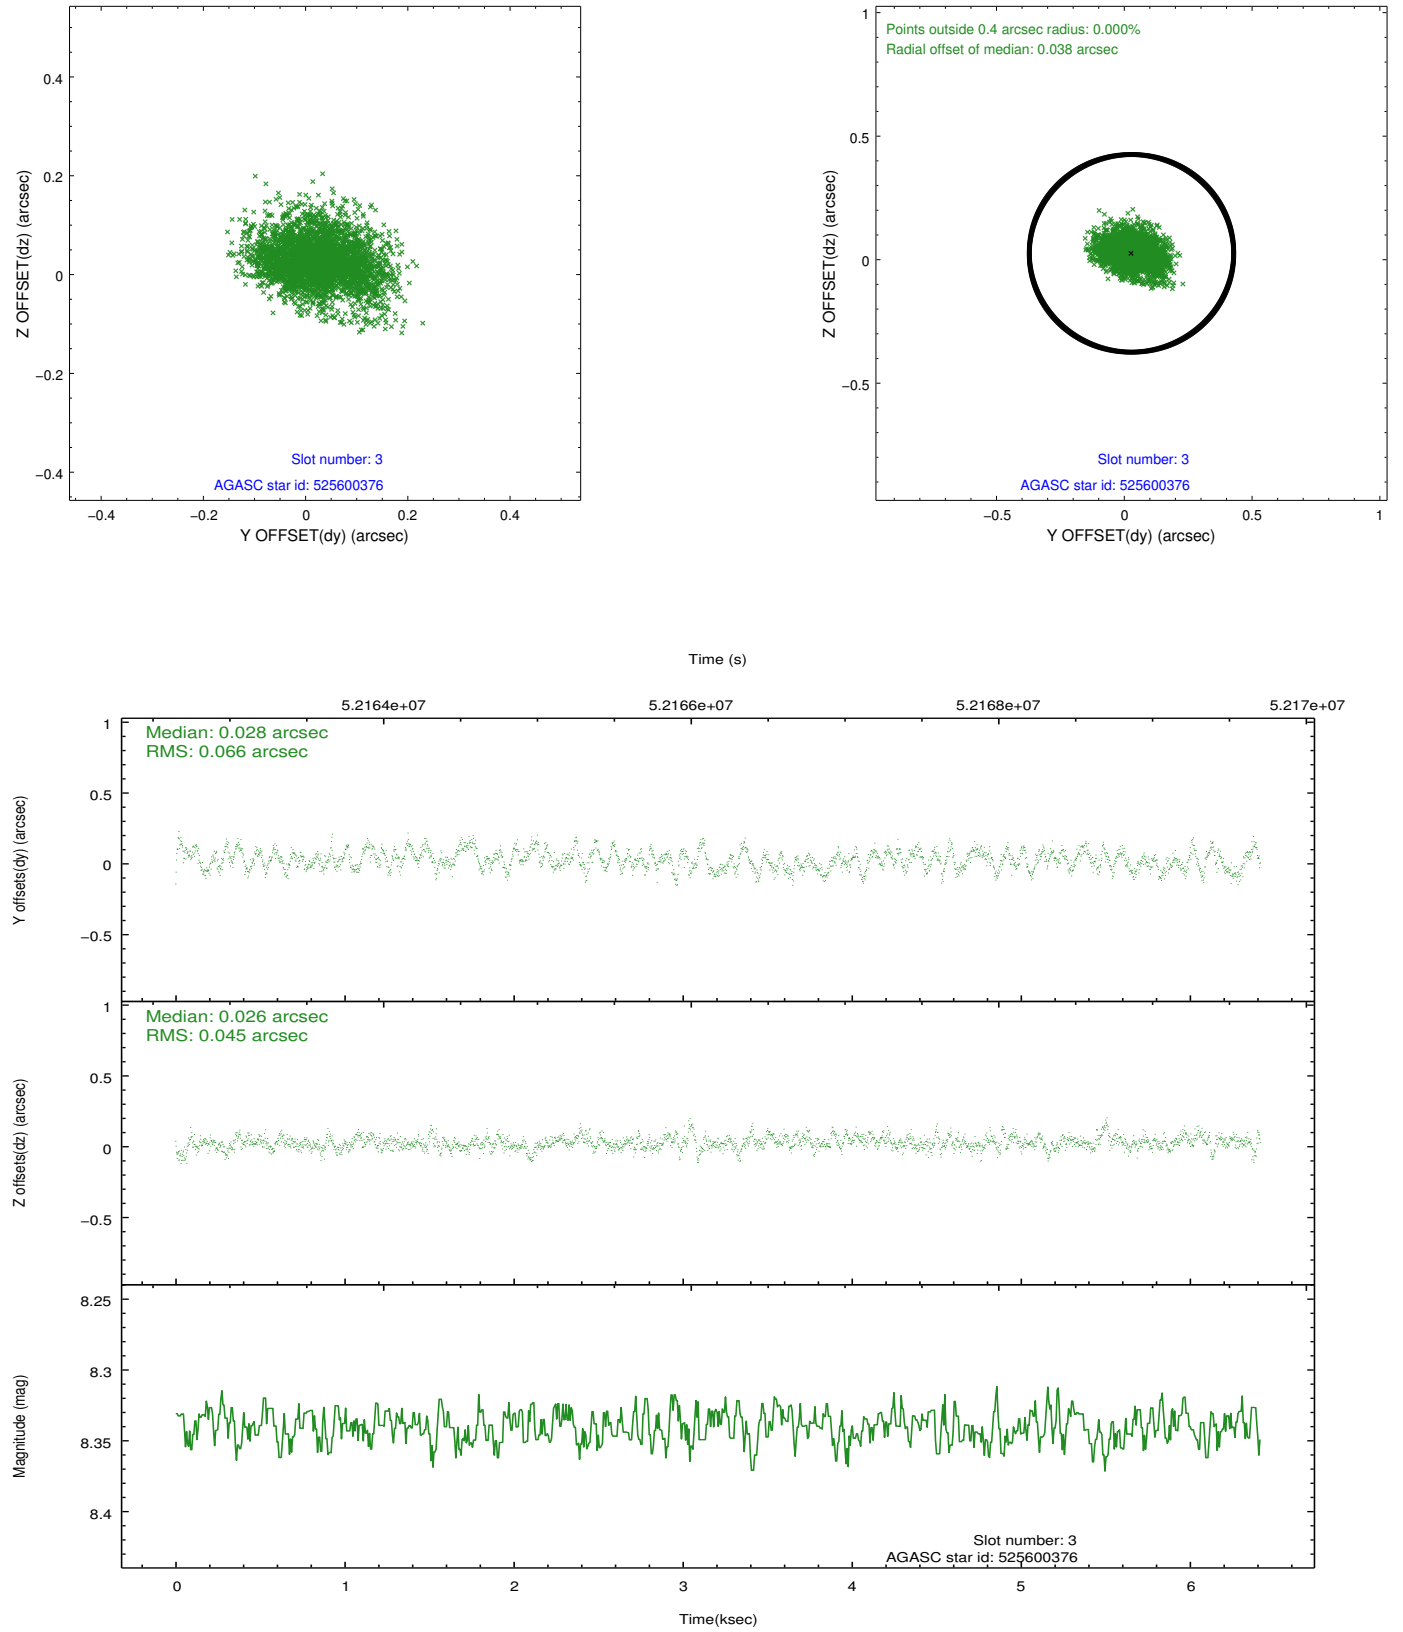 0.4
0.2
0
−0.2
−0.4
Z OFFSET(dz) (arcsec)
Slot number: 3
AGASC star id: 525600376
−0.4 −0.2 0 0.2 0.4
Y OFFSET(dy) (arcsec)
Points outside 0.4 arcsec radius: 0.000%
Radial offset of median: 0.038 arcsec
1
0.5
0
−0.5
Z OFFSET(dz) (arcsec)
Slot number: 3
AGASC star id: 525600376
−0.5 0 0.5 1
Y OFFSET(dy) (arcsec)
Time (s)
5.2164e+07 5.2166e+07 5.2168e+07 5.217e+07
Median: 0.028 arcsec
RMS: 0.066 arcsec
1
0.5
0
−0.5
Y offsets(dy) (arcsec)
Median: 0.026 arcsec
RMS: 0.045 arcsec
1
0.5
0
−0.5
Z offsets(dz) (arcsec)
8.25
8.3
8.35
8.4
Magnitude (mag)
Slot number: 3
AGASC star id: 525600376
0 1 2 3 4 5 6
Time(ksec)